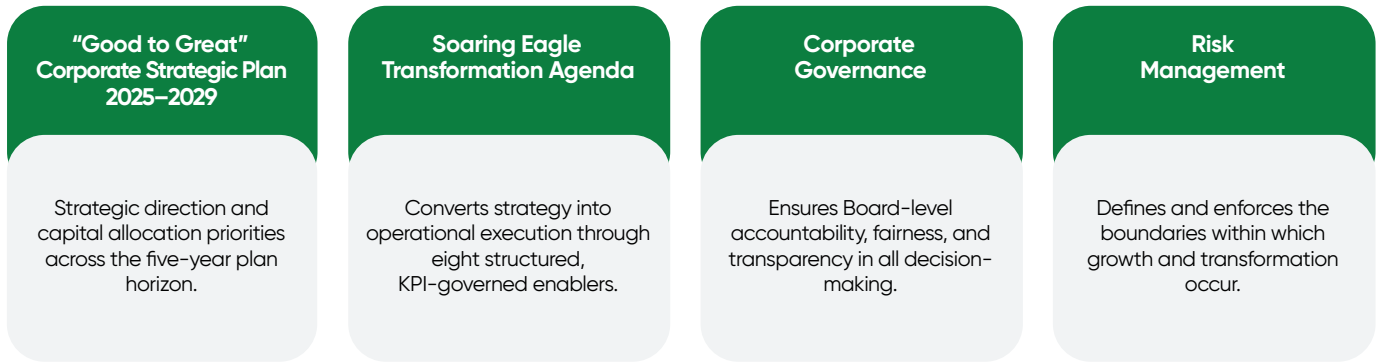 “Good to Great”
Corporate Strategic Plan
2025–2029
Strategic direction and
capital allocation priorities
across the five-year plan
horizon.
Soaring Eagle
Transformation Agenda
Converts strategy into
operational execution through
eight structured,
KPI-governed enablers.
Corporate
Governance
Ensures Board-level
accountability, fairness, and
transparency in all decision-
making.
Risk
Management
Defines and enforces the
boundaries within which
growth and transformation
occur.